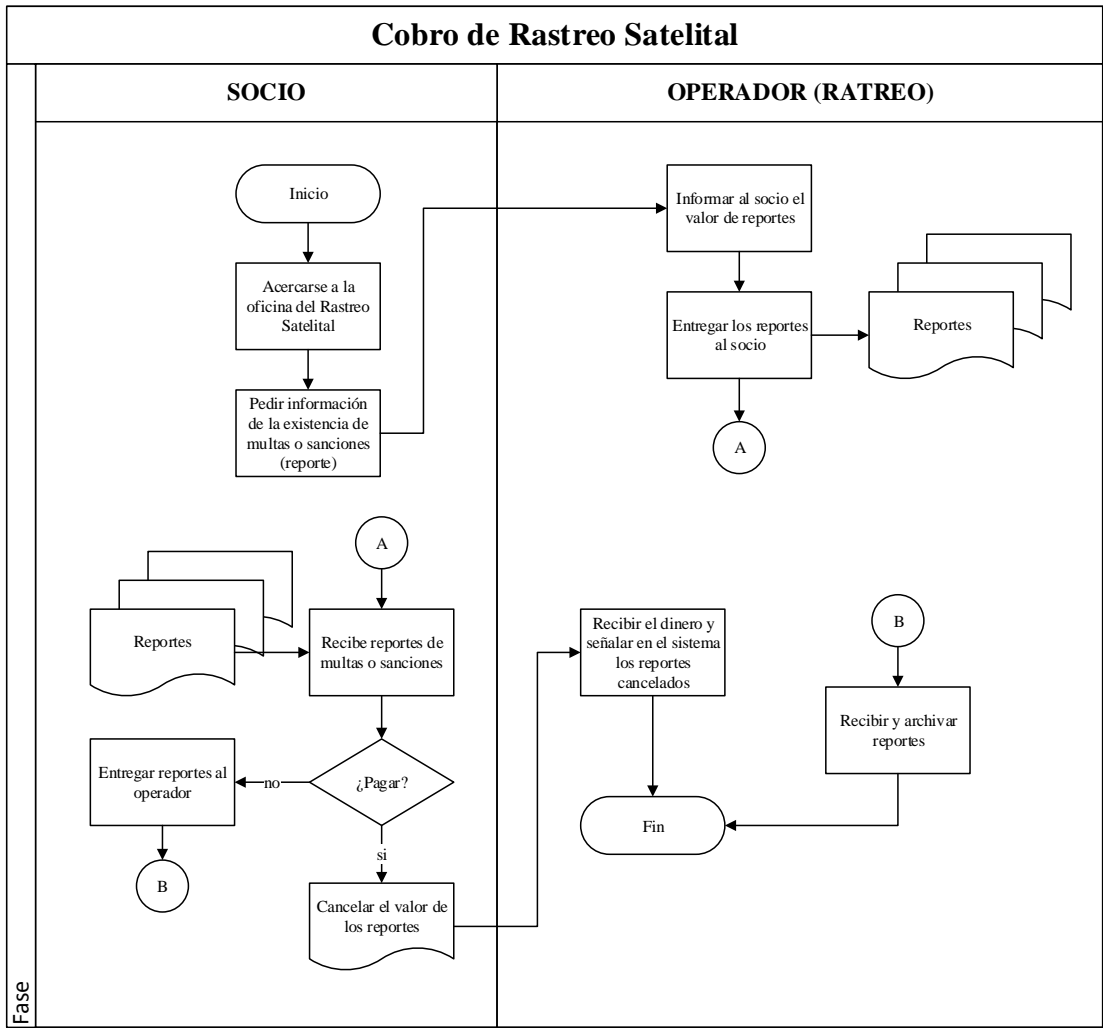 Cobro de Rastreo Satelital
SOCIO
OPERADOR (RATREO)
Inicio
Acercarse a la
oficina del Rastreo
Satelital
Pedir información
de la existencia de
multas o sanciones
(reporte)
Informar al socio el
valor de reportes
Entregar los reportes
al socio
Reportes
A
A
Reportes
Recibe reportes de
multas o sanciones
¿Pagar?
no
Entregar reportes al
operador
B
si
Cancelar el valor de
los reportes
Recibir el dinero y
señalar en el sistema
los reportes
cancelados
B
Recibir y archivar
reportes
Fin
Fase